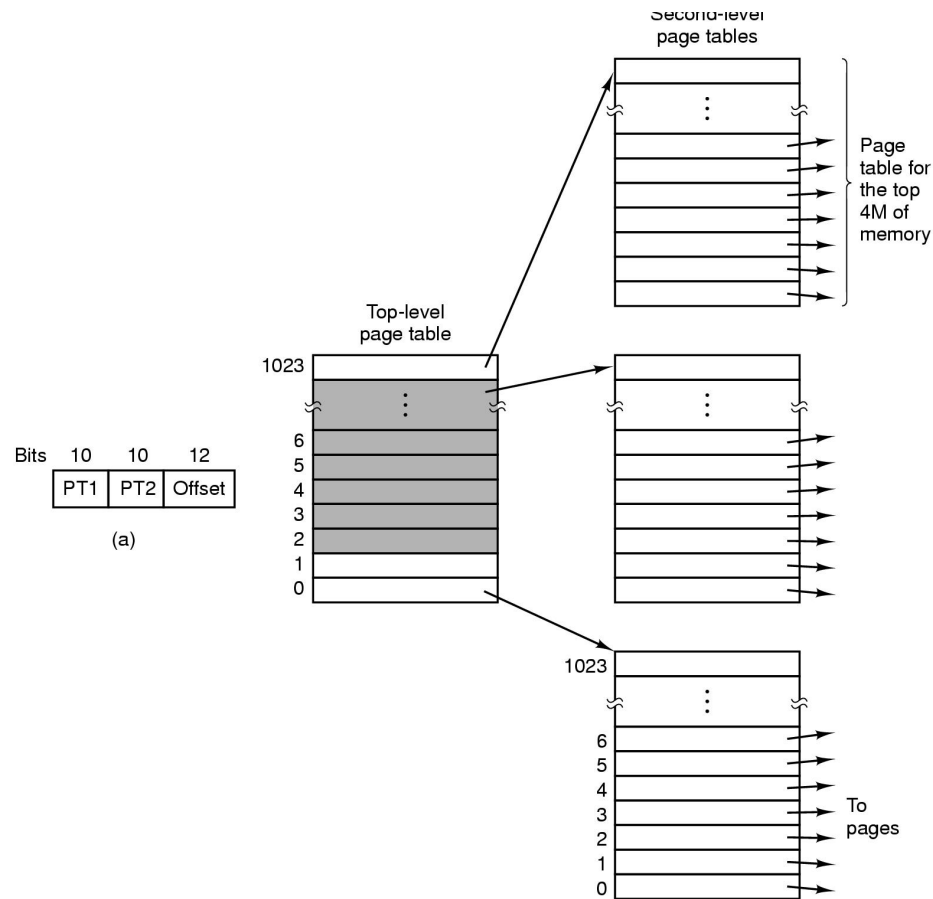 Second-level
page tables
Page
table for
the top
4M of
memory
Top-level
page table
1023
6
5
4
3
2
1
0
Bits 10 10 12
PT1 PT2 Offset
(a)
1023
6
5
4
3
2
1
0
To
pages